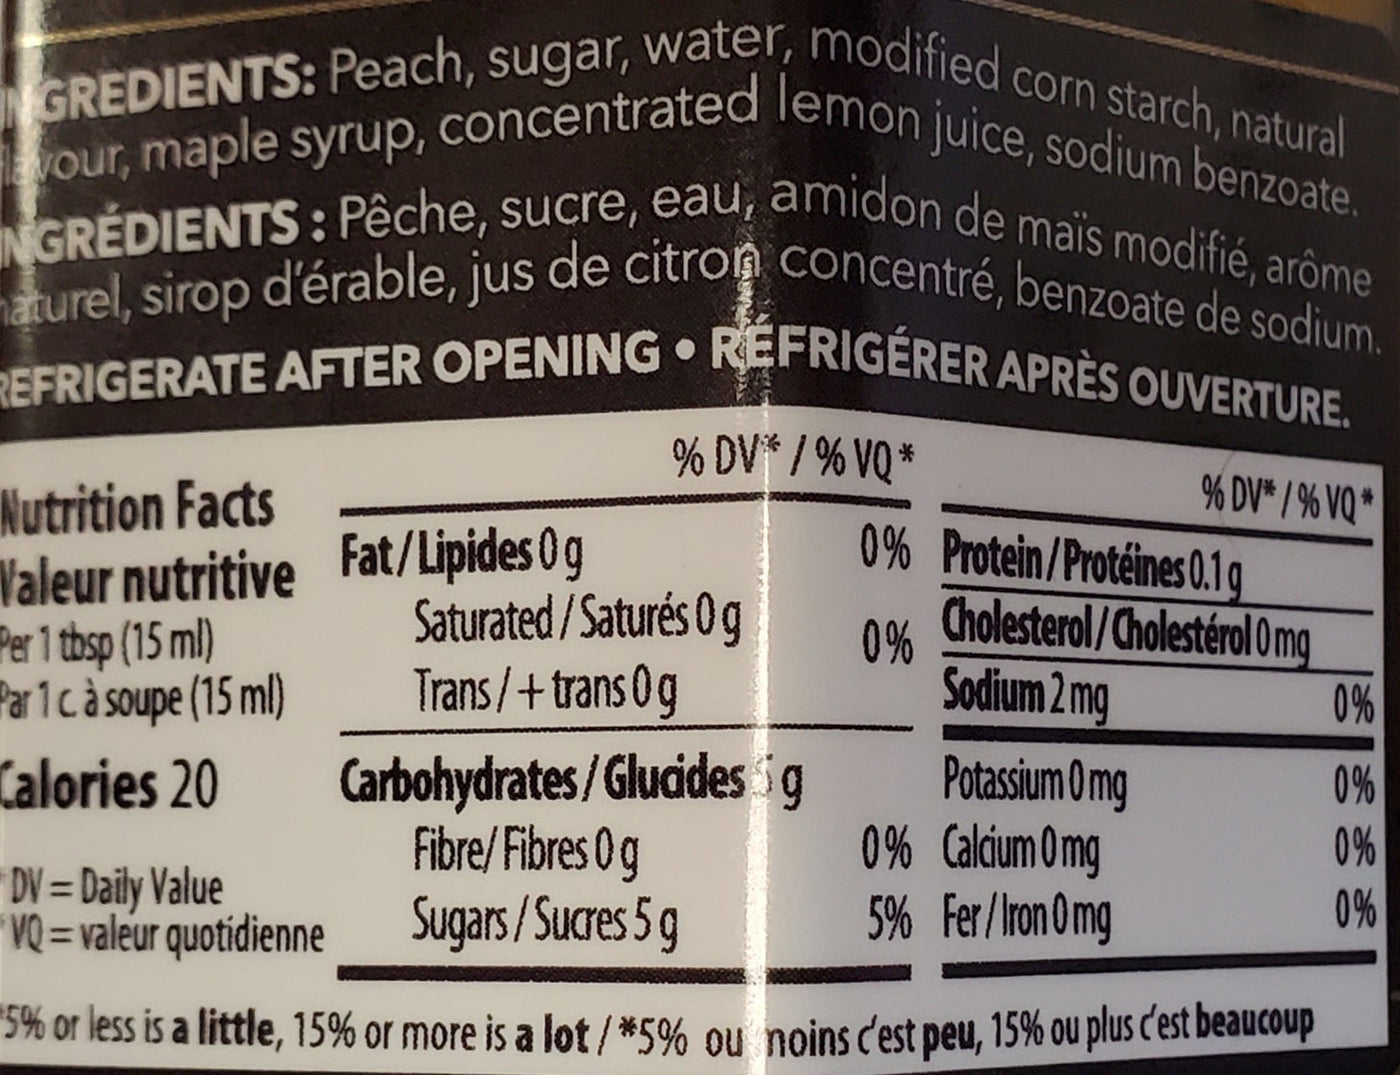 INGREDIENTS: Peach, sugar, water, modified corn starch, natural
flavour, maple syrup, concentrated lemon juice, sodium benzoate.
INGRÉDIENTS : Pêche, sucre, eau, amidon de maïs modifié, arôme
naturel, sirop d'érable, jus de citron concentré, benzoate de sodium.
REFRIGERATE AFTER OPENING • RÉFRIGÉRER APRÈS OUVERTURE.
Nutrition Facts
Valeur nutritive
Per 1 tbsp (15 ml)
Par 1 c. à soupe (15 ml)
Calories 20
*DV = Daily Value
*VQ = valeur quotidienne
% DV* / % VQ*
Fat / Lipides 0 g 0%
Saturated / Saturés 0 g 0%
Trans / + trans 0 g
Carbohydrates / Glucides 5 g
Fibre / Fibres 0 g 0%
Sugars / Sucres 5 g 5%
% DV* / % VQ*
Protein / Protéines 0.1 g
Cholesterol / Cholestérol 0 mg
Sodium 2 mg 0%
Potassium 0 mg 0%
Calcium 0 mg 0%
Fer / Iron 0 mg 0%
*5% or less is a little, 15% or more is a lot / *5% ou moins c'est peu, 15% ou plus c'est beaucoup